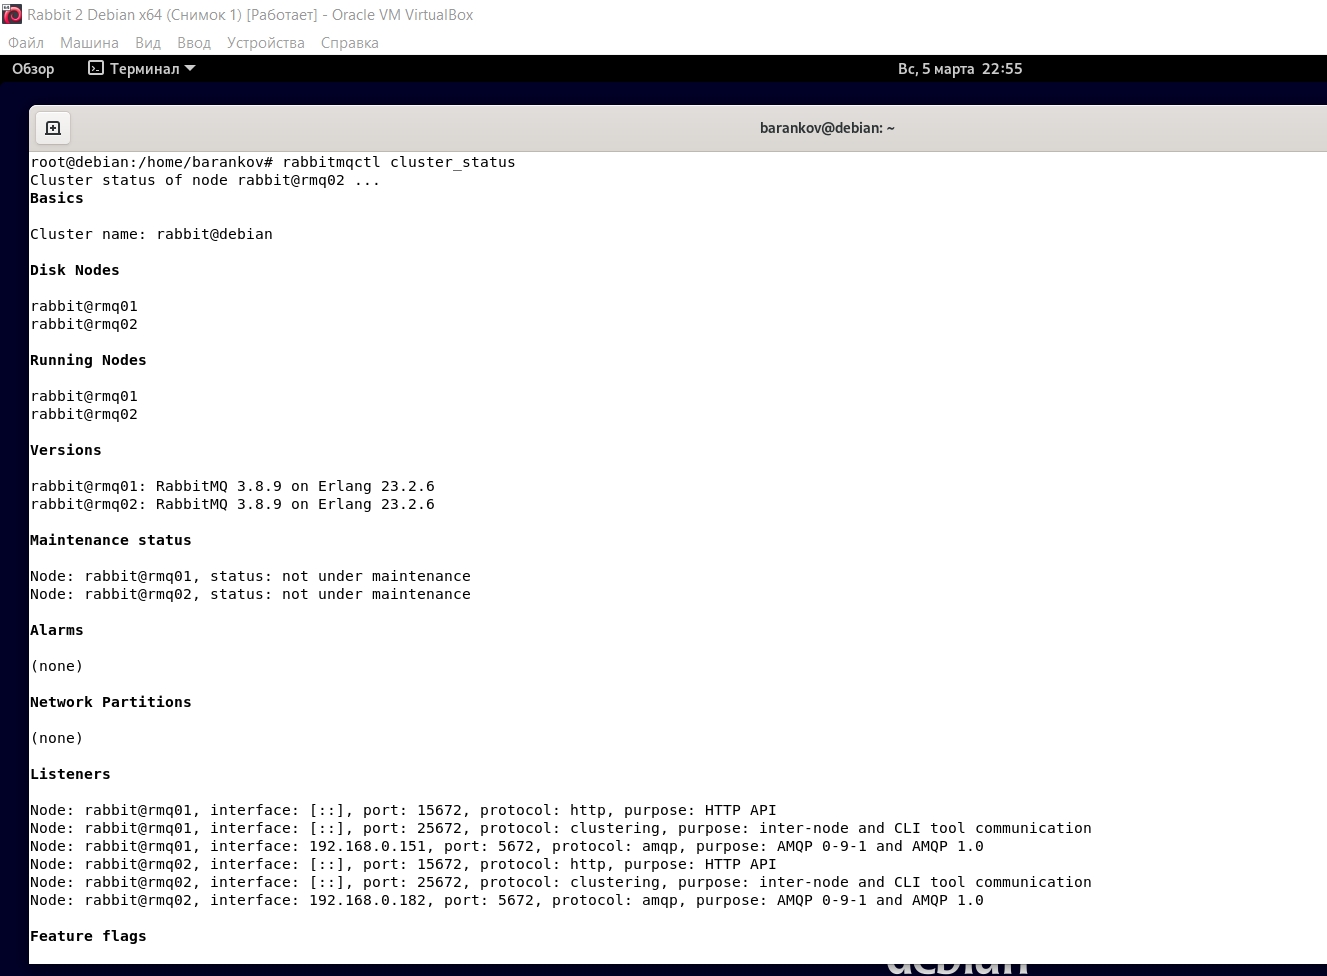 Rabbit 2 Debian x64 (Снимок 1) [Работает] - Oracle VM VirtualBox
Файл Машина Вид Ввод Устройства Справка
Обзор Терминал Вс, 5 марта 22:55
barankov@debian: ~
root@debian:/home/barankov# rabbitmqctl cluster_status
Cluster status of node rabbit@rmq02 ...
Basics
Cluster name: rabbit@debian
Disk Nodes
rabbit@rmq01
rabbit@rmq02
Running Nodes
rabbit@rmq01
rabbit@rmq02
Versions
rabbit@rmq01: RabbitMQ 3.8.9 on Erlang 23.2.6
rabbit@rmq02: RabbitMQ 3.8.9 on Erlang 23.2.6
Maintenance status
Node: rabbit@rmq01, status: not under maintenance
Node: rabbit@rmq02, status: not under maintenance
Alarms
(none)
Network Partitions
(none)
Listeners
Node: rabbit@rmq01, interface: [::], port: 15672, protocol: http, purpose: HTTP API
Node: rabbit@rmq01, interface: [::], port: 25672, protocol: clustering, purpose: inter-node and CLI tool communication
Node: rabbit@rmq01, interface: 192.168.0.151, port: 5672, protocol: amqp, purpose: AMQP 0-9-1 and AMQP 1.0
Node: rabbit@rmq02, interface: [::], port: 15672, protocol: http, purpose: HTTP API
Node: rabbit@rmq02, interface: [::], port: 25672, protocol: clustering, purpose: inter-node and CLI tool communication
Node: rabbit@rmq02, interface: 192.168.0.182, port: 5672, protocol: amqp, purpose: AMQP 0-9-1 and AMQP 1.0
Feature flags
debian